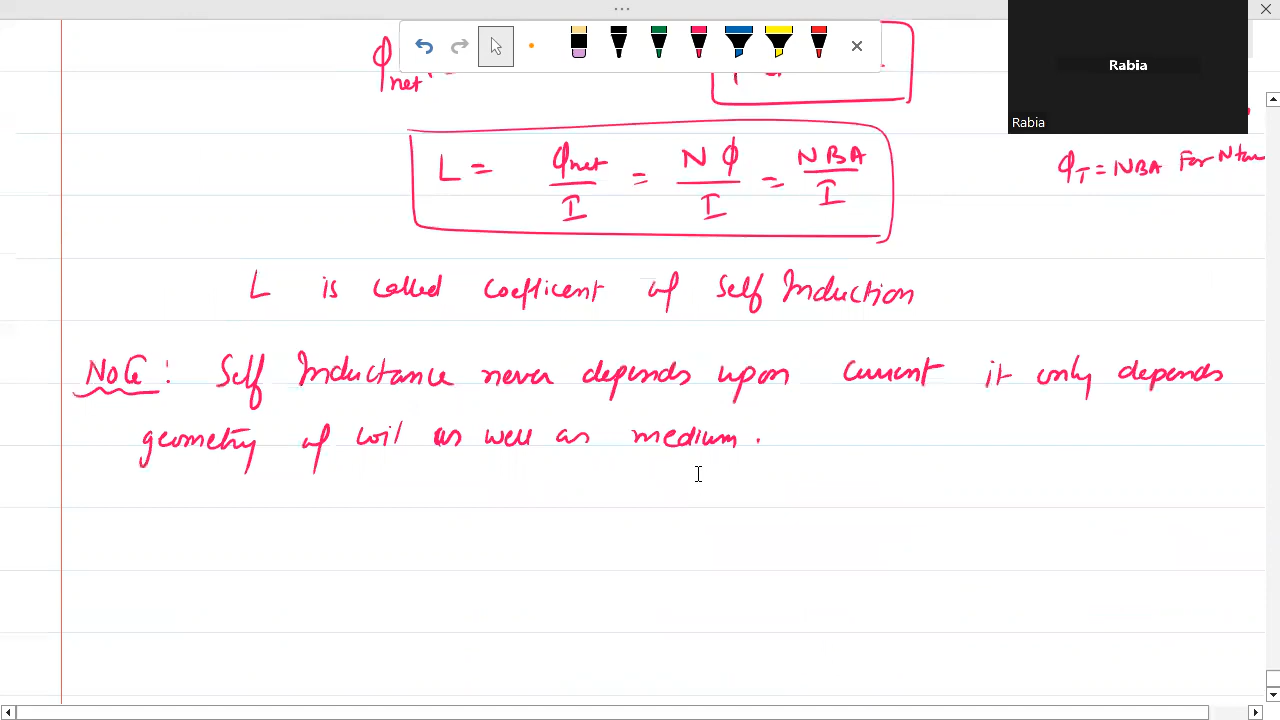 Rabia
Rabia
φnet
L = φnet/I = Nφ/I = NBA/I
φT = NBA For N
L is called coefficent of Self Induction
Note: Self Inductance never depends upon current it only depends
geometry of coil as well as medium.